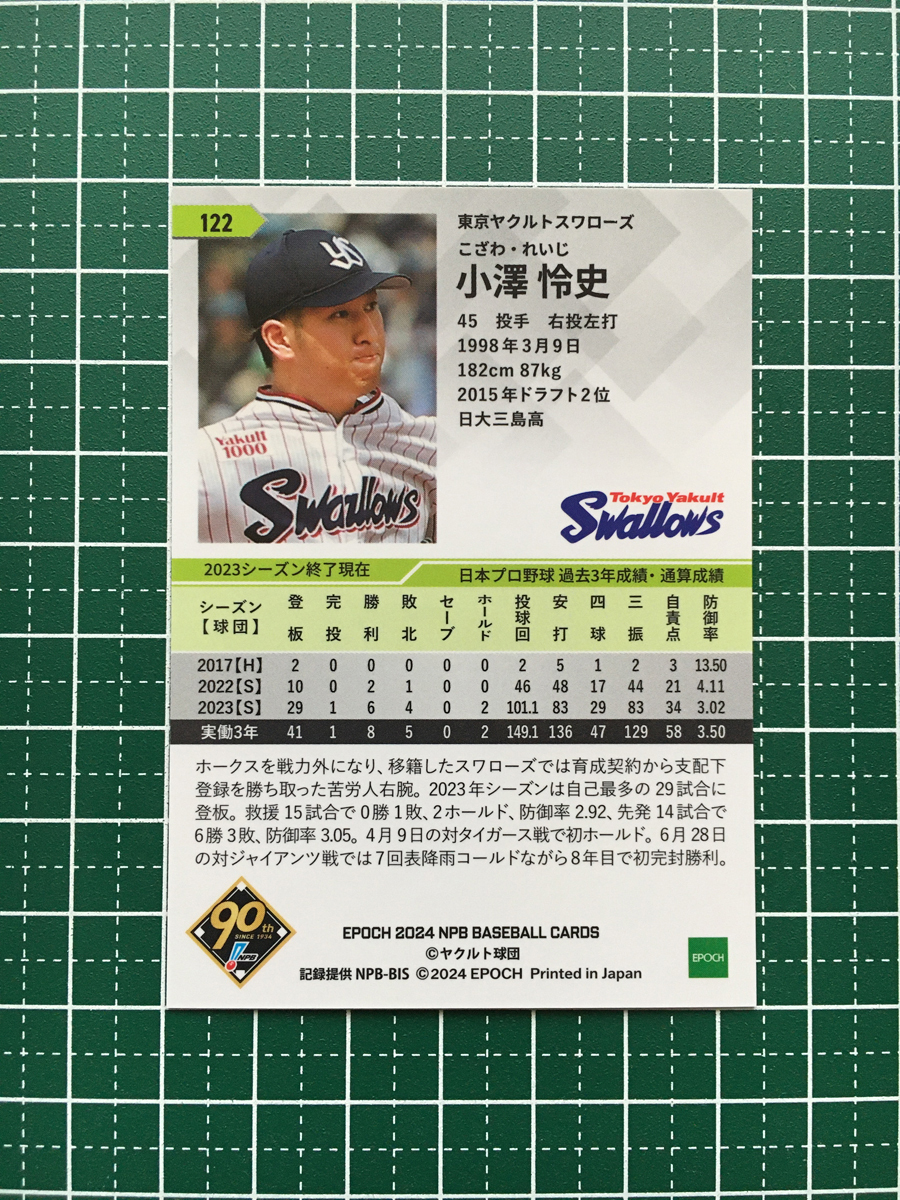 122
東京ヤクルトスワローズ
こざわ・れいじ
小澤 怜史
45 投手 右投左打
1998年3月9日
182cm 87kg
2015年ドラフト2位
日大三島高
YS
Yakult
1000
Swallows
Tokyo Yakult
Swallows
2023シーズン終了現在
日本プロ野球 過去3年成績・通算成績
シーズン【球団】 登板 完投 勝利 敗北 セーブ ホールド 投球回 安打 四球 三振 自責点 防御率
2017【H】 2 0 0 0 0 0 2 5 1 2 3 13.50
2022【S】 10 0 2 1 0 0 46 48 17 44 21 4.11
2023【S】 29 1 6 4 0 2 101.1 83 29 83 34 3.02
実働3年 41 1 8 5 0 2 149.1 136 47 129 58 3.50
ホークスを戦力外になり、移籍したスワローズでは育成契約から支配下
登録を勝ち取った苦労人右腕。2023年シーズンは自己最多の29試合に
登板。救援15試合で0勝1敗、2ホールド、防御率2.92、先発14試合で
6勝3敗、防御率3.05。4月9日の対タイガース戦で初ホールド。6月28日
の対ジャイアンツ戦では7回表降雨コールドながら8年目で初完封勝利。
90th
SINCE 1934
NPB
EPOCH 2024 NPB BASEBALL CARDS
©ヤクルト球団
記録提供 NPB-BIS ©2024 EPOCH Printed in Japan
EPOCH